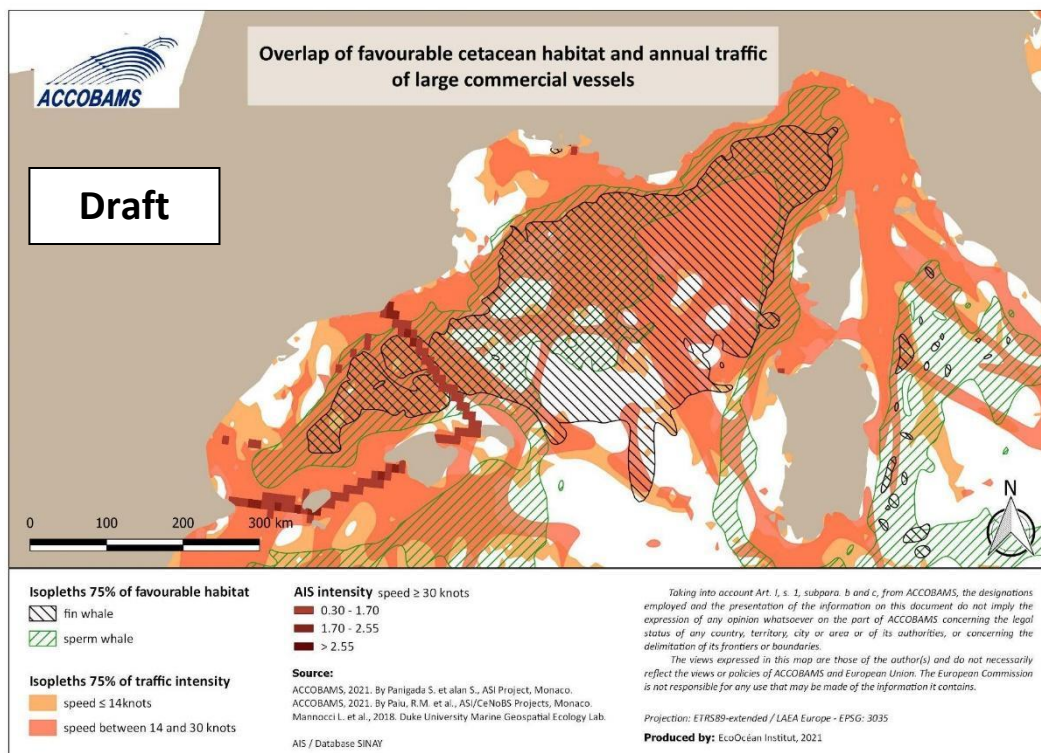 ACCOBAMS
Overlap of favourable cetacean habitat and annual traffic
of large commercial vessels
Draft
N
0 100 200 300 km
Isopleths 75% of favourable habitat
fin whale
sperm whale
Isopleths 75% of traffic intensity
speed ≤ 14knots
speed between 14 and 30 knots
AIS intensity speed ≥ 30 knots
0.30 - 1.70
1.70 - 2.55
> 2.55
Source:
ACCOBAMS, 2021. By Panigada S. et alan S., ASI Project, Monaco.
ACCOBAMS, 2021. By Paiu, R.M. et al., ASI/CeNoBS Projects, Monaco.
Mannocci L. et al., 2018. Duke University Marine Geospatial Ecology Lab.
AIS / Database SINAY
Taking into account Art. I, s. 1, subpara. b and c, from ACCOBAMS, the designations
employed and the presentation of the information on this document do not imply the
expression of any opinion whatsoever on the part of ACCOBAMS concerning the legal
status of any country, territory, city or area or of its authorities, or concerning the
delimitation of its frontiers or boundaries.
The views expressed in this map are those of the author(s) and do not necessarily
reflect the views or policies of ACCOBAMS and European Union. The European Commission
is not responsible for any use that may be made of the information it contains.
Projection: ETRS89-extended / LAEA Europe - EPSG: 3035
Produced by: EcoOcéan Institut, 2021